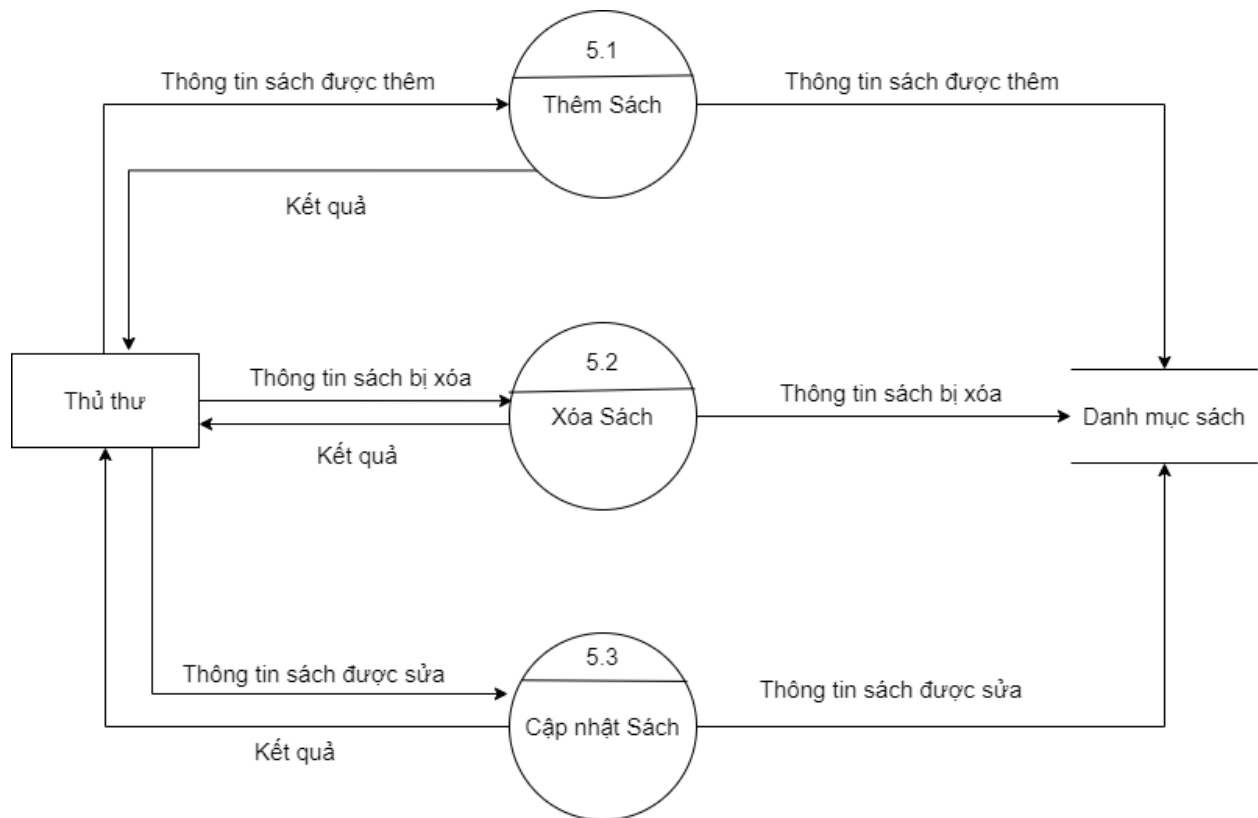 5.1
Thông tin sách được thêm
Thông tin sách được thêm
Thêm Sách
Kết quả
5.2
Thông tin sách bị xóa
Thông tin sách bị xóa
Thủ thư
Xóa Sách
Danh mục sách
Kết quả
5.3
Thông tin sách được sửa
Thông tin sách được sửa
Cập nhật Sách
Kết quả